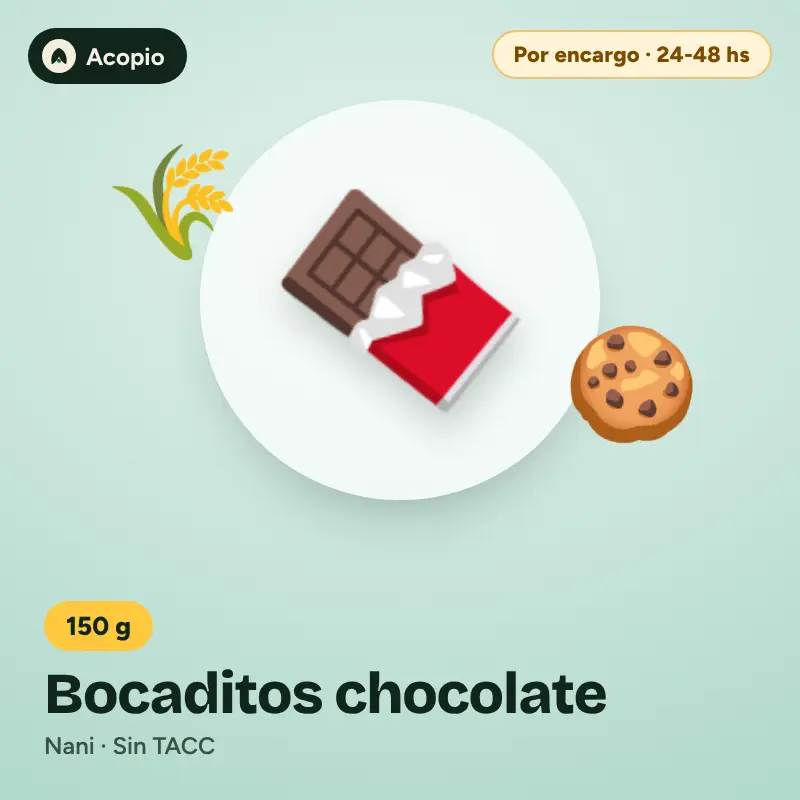 Acopio
Por encargo · 24-48 hs
150 g
Bocaditos chocolate
Nani · Sin TACC